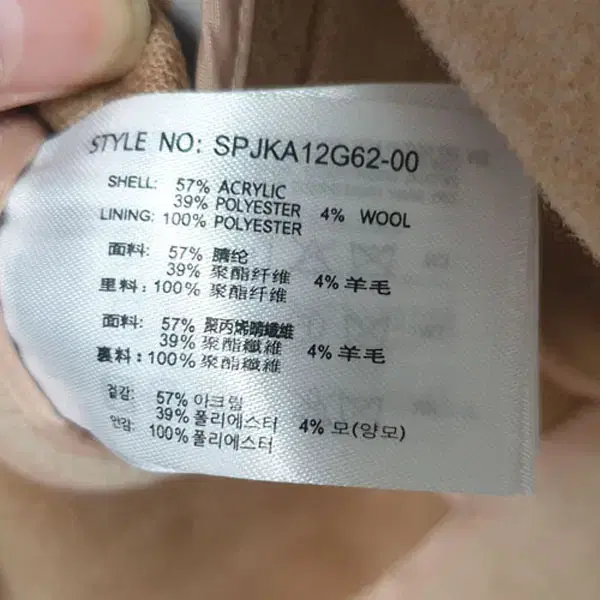 STYLE NO: SPJKA12G62-00
SHELL: 57% ACRYLIC
39% POLYESTER 4% WOOL
LINING: 100% POLYESTER
面料: 57% 腈纶
39% 聚酯纤维 4% 羊毛
里料: 100% 聚酯纤维
面料: 57% 聚丙烯腈纖維
39% 聚酯纖維 4% 羊毛
裏料: 100% 聚酯纖維
겉감: 57% 아크릴
39% 폴리에스터 4% 모(양모)
안감: 100% 폴리에스터